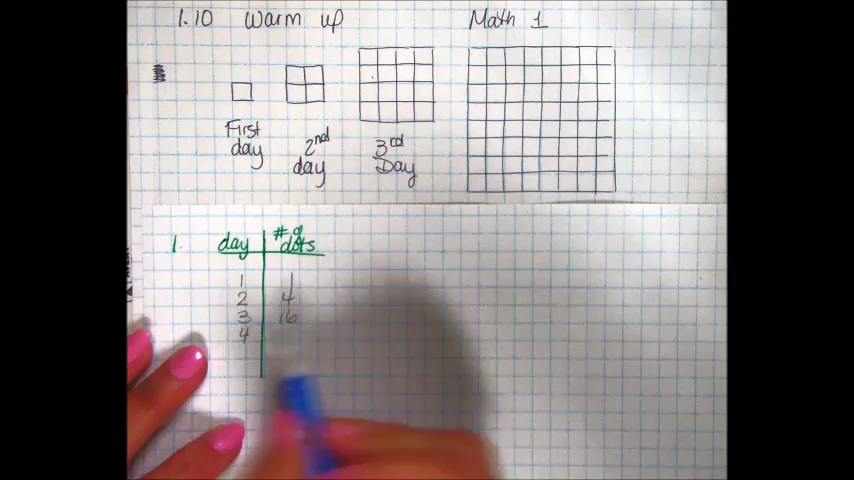 1.10 Warm up
Math 1
First
day
2nd
day
3rd
Day
1.
day
# of
dots
1 1
2 4
3 16
4